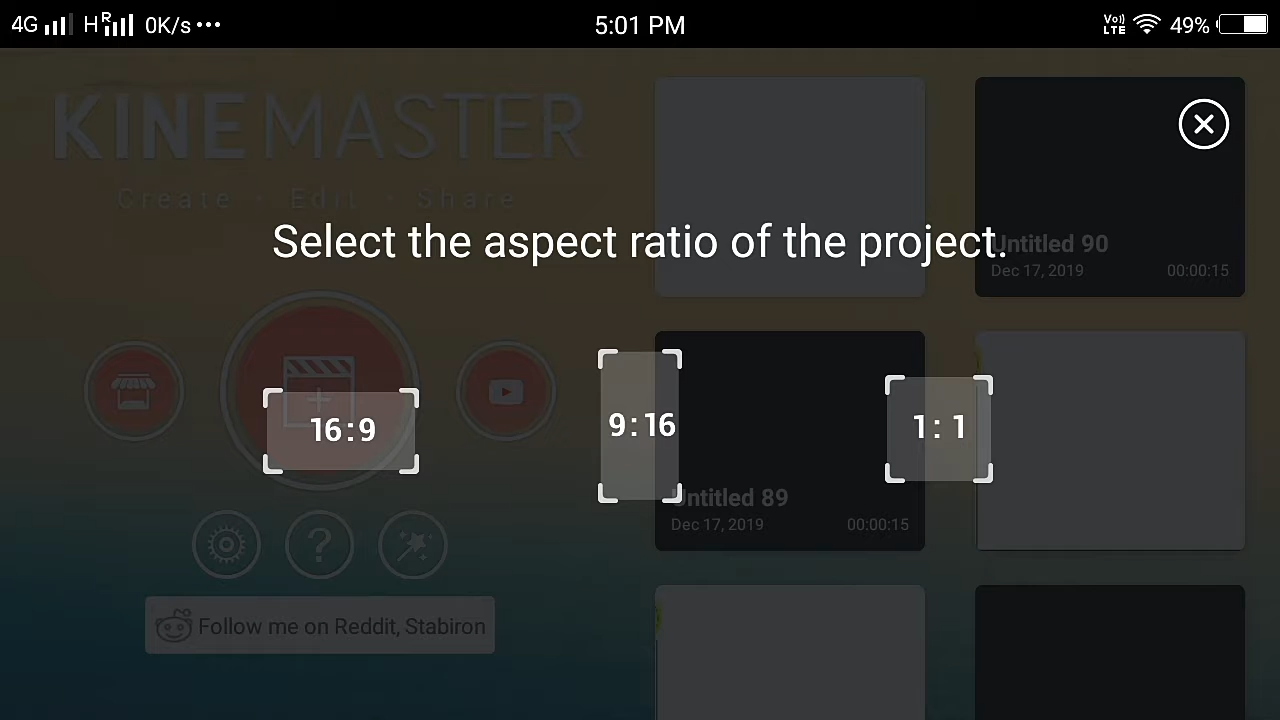 4G H R 0K/s ••• 5:01 PM Vo)) LTE 49%
KINEMASTER
Create • Edit • Share
Select the aspect ratio of the project.
Untitled 90
Dec 17, 2019 00:00:15
16:9
9:16
1:1
Untitled 89
Dec 17, 2019 00:00:15
?
Follow me on Reddit, Stabiron